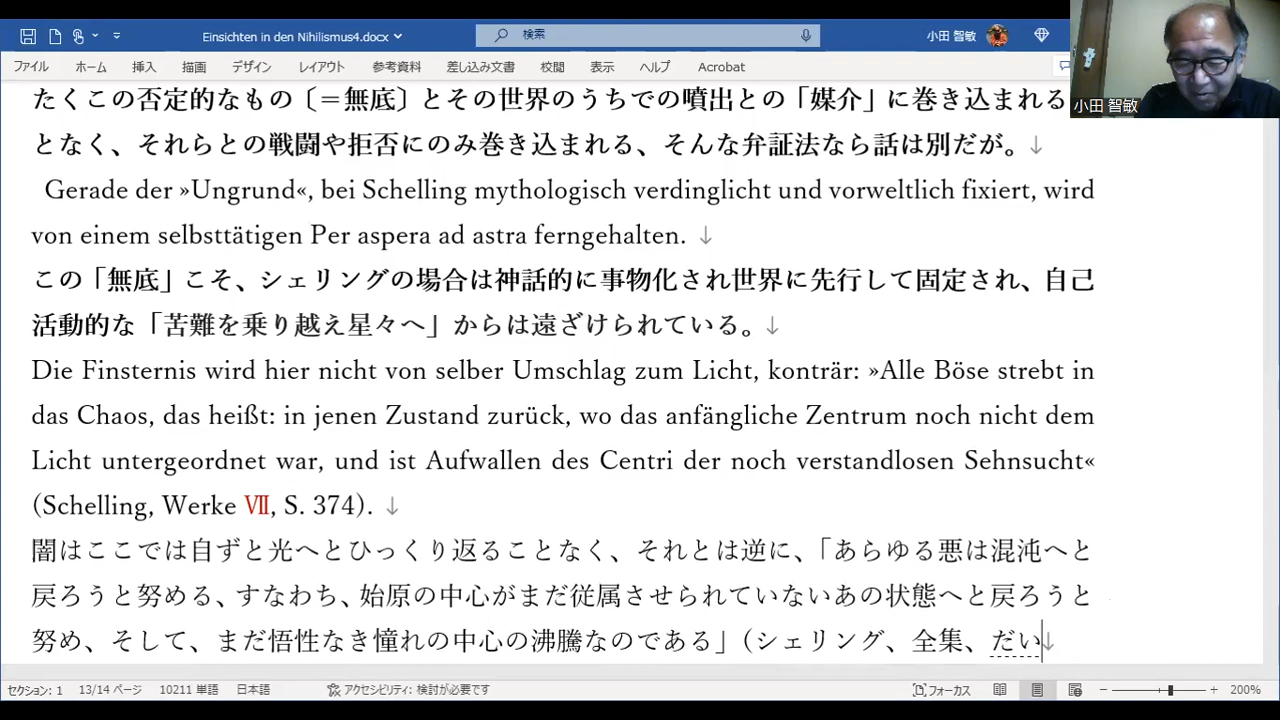 Einsichten in den Nihilismus4.docx
検索
小田 智敏
ファイル ホーム 挿入 描画 デザイン レイアウト 参考資料 差し込み文書 校閲 表示 ヘルプ Acrobat
小田 智敏
たくこの否定的なもの〔＝無底〕とその世界のうちでの噴出との「媒介」に巻き込まれる
となく、それらとの戦闘や拒否にのみ巻き込まれる、そんな弁証法なら話は別だが。↓
Gerade der »Ungrund«, bei Schelling mythologisch verdinglicht und vorweltlich fixiert, wird
von einem selbsttätigen Per aspera ad astra ferngehalten. ↓
この「無底」こそ、シェリングの場合は神話的に事物化され世界に先行して固定され、自己
活動的な「苦難を乗り越え星々へ」からは遠ざけられている。↓
Die Finsternis wird hier nicht von selber Umschlag zum Licht, konträr: »Alle Böse strebt in
das Chaos, das heißt: in jenen Zustand zurück, wo das anfängliche Zentrum noch nicht dem
Licht untergeordnet war, und ist Aufwallen des Centri der noch verstandlosen Sehnsucht«
(Schelling, Werke Ⅶ, S. 374). ↓
闇はここでは自ずと光へとひっくり返ることなく、それとは逆に、「あらゆる悪は混沌へと
戻ろうと努める、すなわち、始原の中心がまだ従属させられていないあの状態へと戻ろうと
努め、そして、まだ悟性なき憧れの中心の沸騰なのである」（シェリング、全集、だい↓
セクション: 1 13/14 ページ 10211 単語 日本語 アクセシビリティ: 検討が必要です フォーカス 200%